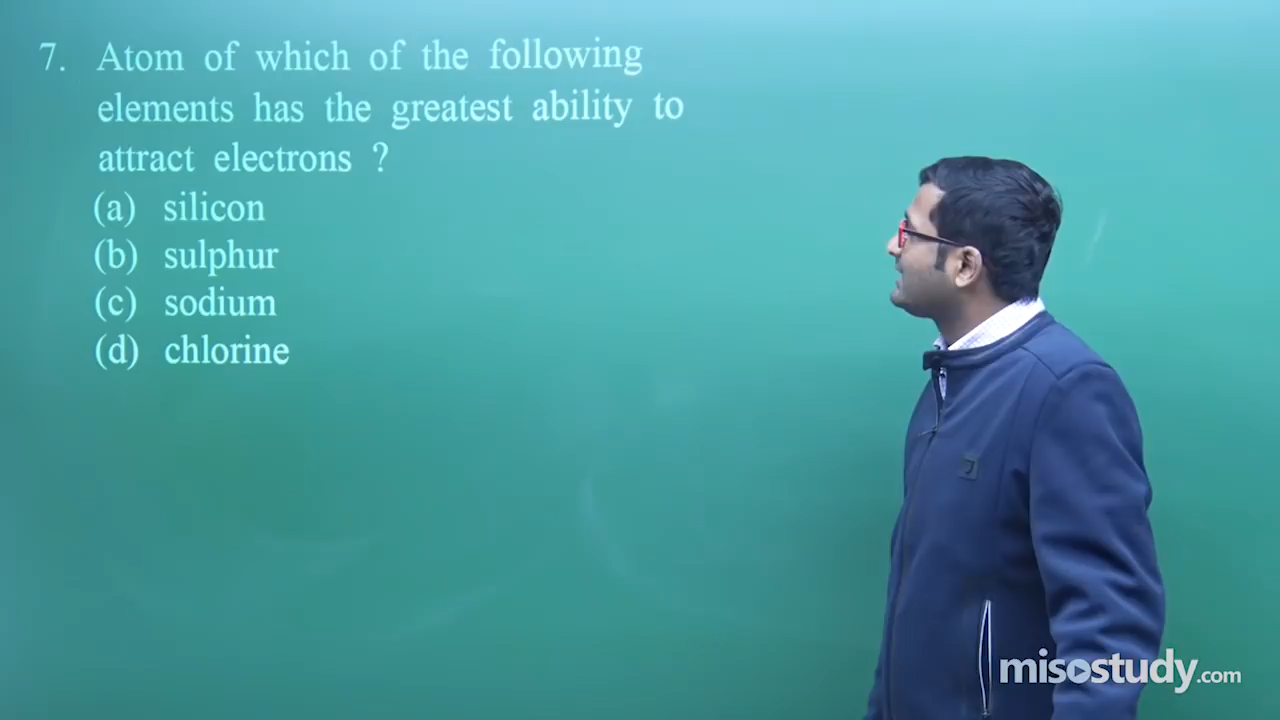 7. Atom of which of the following
elements has the greatest ability to
attract electrons ?
(a) silicon
(b) sulphur
(c) sodium
(d) chlorine
misostudy.com